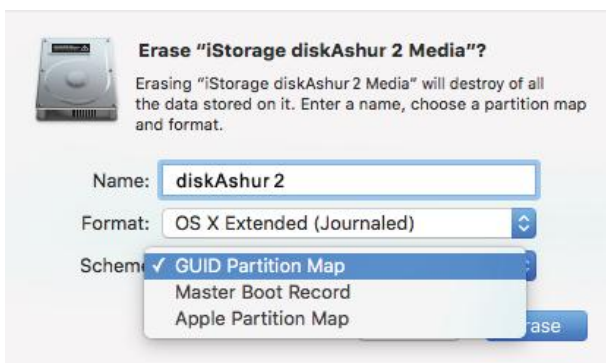 Erase “iStorage diskAshur 2 Media”?
Erasing “iStorage diskAshur 2 Media” will destroy of all
the data stored on it. Enter a name, choose a partition map
and format.
Name: diskAshur 2
Format: OS X Extended (Journaled)
Scheme ✓ GUID Partition Map
Master Boot Record
Apple Partition Map
rase